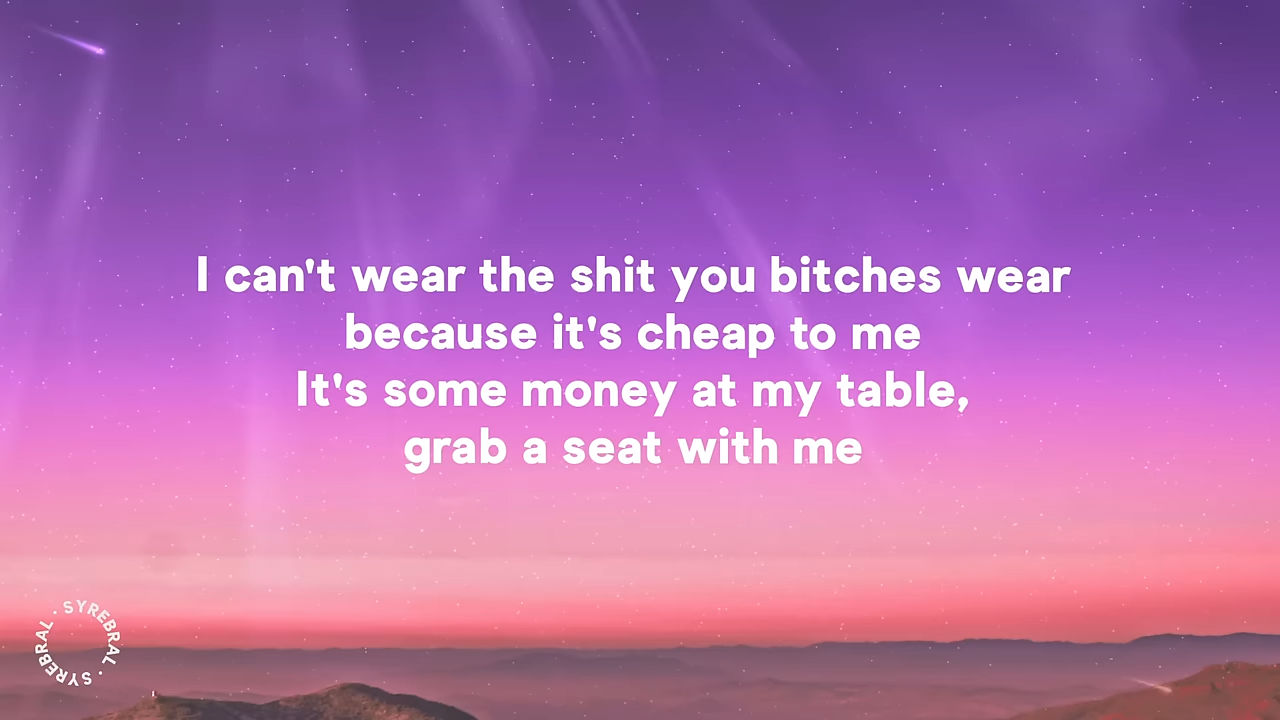 I can't wear the shit you bitches wear
because it's cheap to me
It's some money at my table,
grab a seat with me
SYREBRAL · SYREBRAL ·